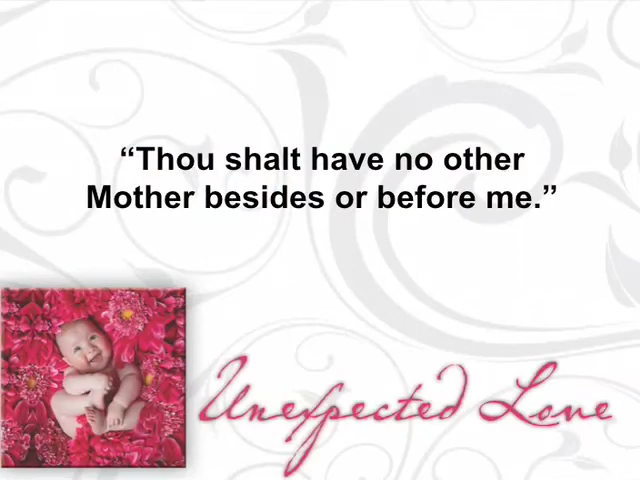 “Thou shalt have no other
Mother besides or before me.”
Unexpected Love